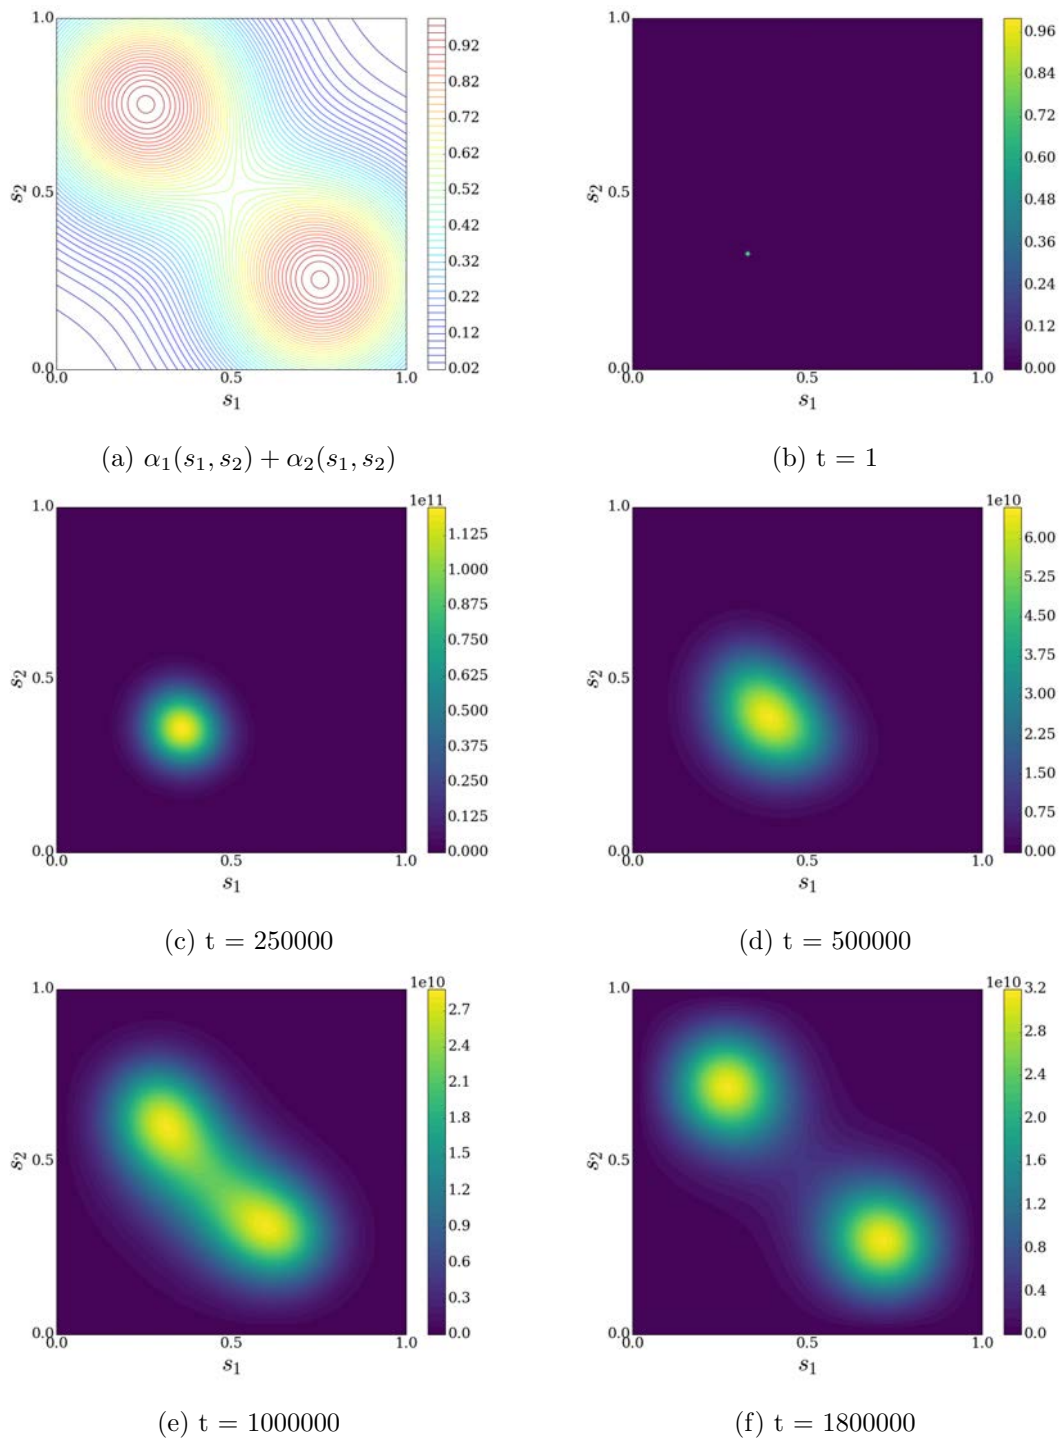 1.0
s₂
0.5
0.0
0.0 0.5 1.0
s₁
0.92
0.82
0.72
0.62
0.52
0.42
0.32
0.22
0.12
0.02
(a) α₁(s₁, s₂) + α₂(s₁, s₂)
1.0
s₂
0.5
0.0
0.0 0.5 1.0
s₁
0.96
0.84
0.72
0.60
0.48
0.36
0.24
0.12
0.00
(b) t = 1
1.0
s₂
0.5
0.0
0.0 0.5 1.0
s₁
1e11
1.125
1.000
0.875
0.750
0.625
0.500
0.375
0.250
0.125
0.000
(c) t = 250000
1.0
s₂
0.5
0.0
0.0 0.5 1.0
s₁
1e10
6.00
5.25
4.50
3.75
3.00
2.25
1.50
0.75
0.00
(d) t = 500000
1.0
s₂
0.5
0.0
0.0 0.5 1.0
s₁
1e10
2.7
2.4
2.1
1.8
1.5
1.2
0.9
0.6
0.3
0.0
(e) t = 1000000
1.0
s₂
0.5
0.0
0.0 0.5 1.0
s₁
1e10
3.2
2.8
2.4
2.0
1.6
1.2
0.8
0.4
0.0
(f) t = 1800000